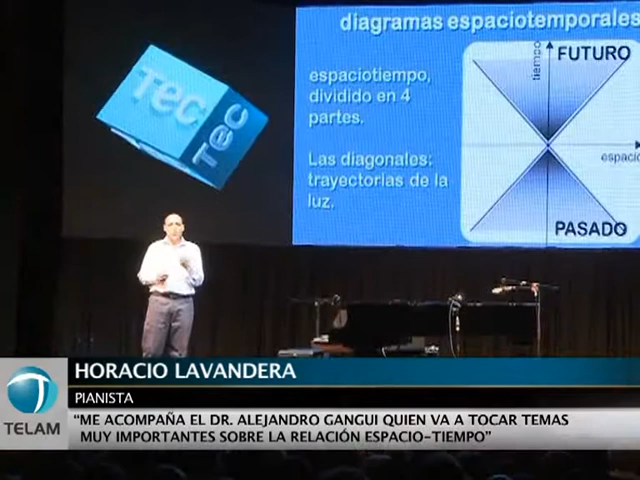 diagramas espaciotemporales
FUTURO
tiempo
espaciotiempo,
dividido en 4
partes.
espacio
Las diagonales:
trayectorias de la
luz.
PASADO
TEC
TEC
HORACIO LAVANDERA
PIANISTA
TELAM
“ME ACOMPAÑA EL DR. ALEJANDRO GANGUI QUIEN VA A TOCAR TEMAS
MUY IMPORTANTES SOBRE LA RELACIÓN ESPACIO-TIEMPO”